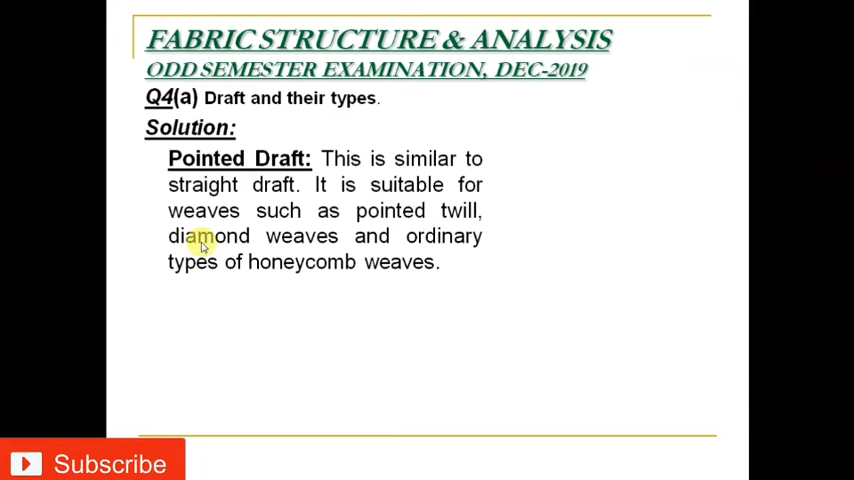 FABRIC STRUCTURE & ANALYSIS
ODD SEMESTER EXAMINATION, DEC-2019
Q4(a) Draft and their types.
Solution:
Pointed Draft: This is similar to
straight draft. It is suitable for
weaves such as pointed twill,
diamond weaves and ordinary
types of honeycomb weaves.
Subscribe